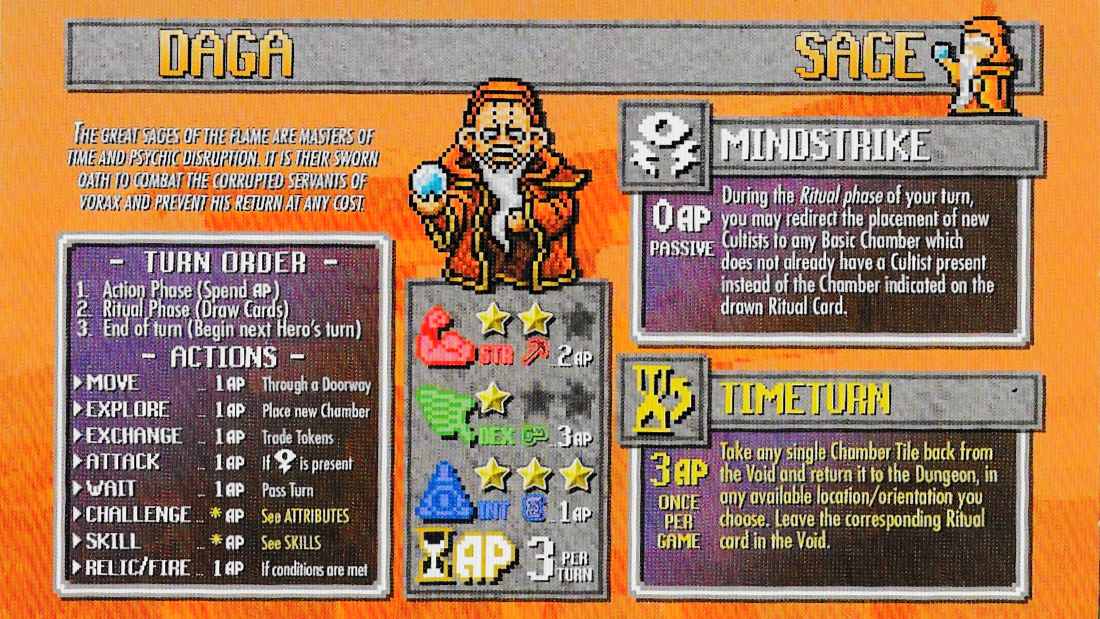 DAGA
SAGE
THE GREAT SAGES OF THE FLAME ARE MASTERS OF
TIME AND PSYCHIC DISRUPTION. IT IS THEIR SWORN
OATH TO COMBAT THE CORRUPTED SERVANTS OF
VORAX AND PREVENT HIS RETURN AT ANY COST.
- TURN ORDER -
1. Action Phase (Spend AP)
2. Ritual Phase (Draw Cards)
3. End of turn (Begin next Hero's turn)
- ACTIONS -
MOVE ... 1 AP Through a Doorway
EXPLORE ... 1 AP Place new Chamber
EXCHANGE ... 1 AP Trade Tokens
ATTACK ... 1 AP If is present
WAIT ... 1 AP Pass Turn
CHALLENGE ... * AP See ATTRIBUTES
SKILL ... * AP See SKILLS
RELIC/FIRE ... 1 AP If conditions are met
STR ... 2 AP
DEX ... 3 AP
INT ... 1 AP
AP 3 PER TURN
MINDSTRIKE
0 AP
PASSIVE
During the Ritual phase of your turn,
you may redirect the placement of new
Cultists to any Basic Chamber which
does not already have a Cultist present
instead of the Chamber indicated on the
drawn Ritual Card.
TIMETURN
3 AP
ONCE
PER
GAME
Take any single Chamber Tile back from
the Void and return it to the Dungeon, in
any available location/orientation you
choose. Leave the corresponding Ritual
card in the Void.